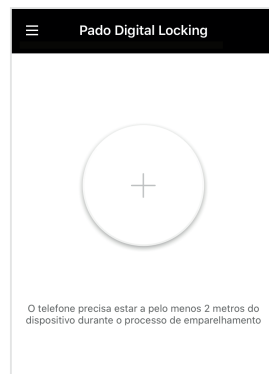 Pado Digital Locking
O telefone precisa estar a pelo menos 2 metros do
dispositivo durante o processo de emparelhamento